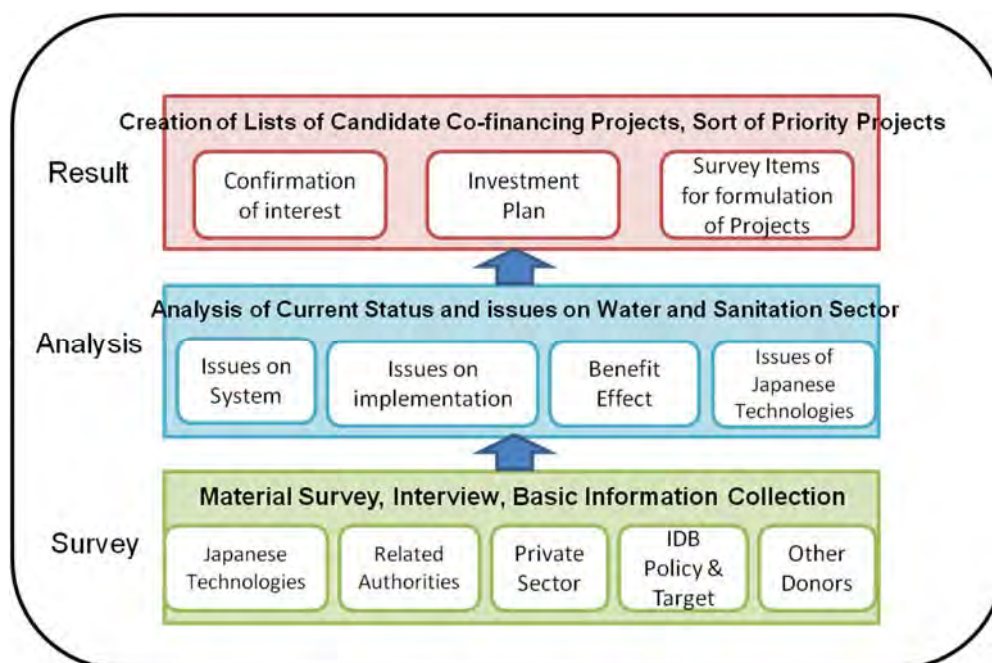 Creation of Lists of Candidate Co-financing Projects, Sort of Priority Projects
Result
Confirmation
of interest
Investment
Plan
Survey Items
for formulation
of Projects
Analysis of Current Status and issues on Water and Sanitation Sector
Analysis
Issues on
System
Issues on
implementation
Benefit
Effect
Issues of
Japanese
Technologies
Material Survey, Interview, Basic Information Collection
Survey
Japanese
Technologies
Related
Authorities
Private
Sector
IDB
Policy &
Target
Other
Donors